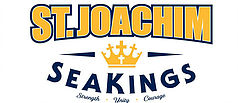 ST. JOACHIM
SEAKINGS
Strength · Unity · Courage